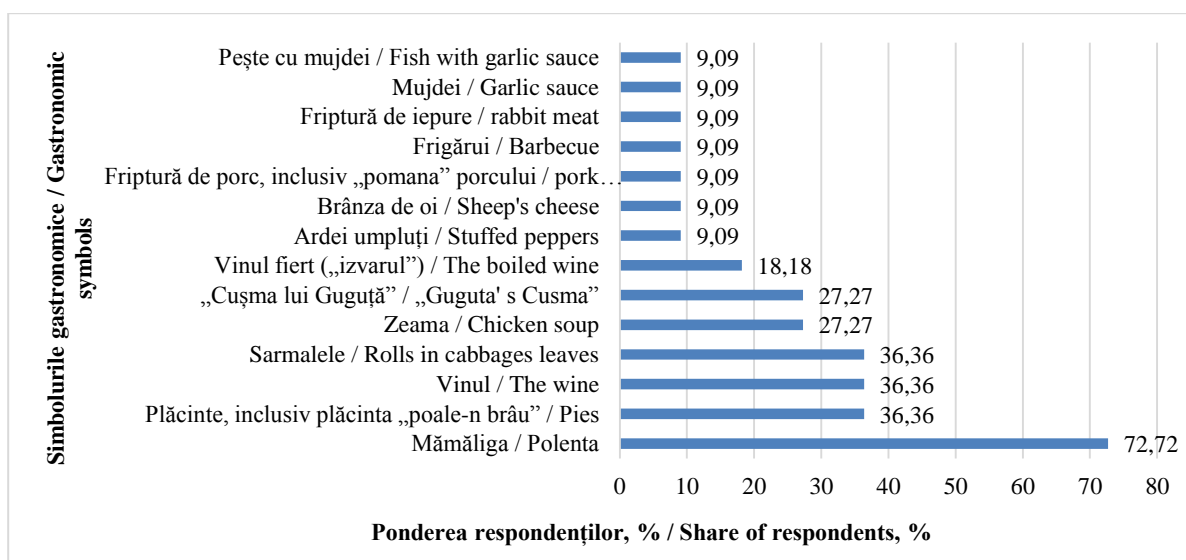 Simbolurile gastronomice / Gastronomic
symbols
Pește cu mujdei / Fish with garlic sauce 9,09
Mujdei / Garlic sauce 9,09
Friptură de iepure / rabbit meat 9,09
Frigărui / Barbecue 9,09
Friptură de porc, inclusiv „pomana” porcului / pork… 9,09
Brânza de oi / Sheep's cheese 9,09
Ardei umpluți / Stuffed peppers 9,09
Vinul fiert („izvarul”) / The boiled wine 18,18
„Cușma lui Guguță” / „Guguta' s Cusma” 27,27
Zeama / Chicken soup 27,27
Sarmalele / Rolls in cabbages leaves 36,36
Vinul / The wine 36,36
Plăcinte, inclusiv plăcinta „poale-n brâu” / Pies 36,36
Mămăliga / Polenta 72,72
0 10 20 30 40 50 60 70 80
Ponderea respondenților, % / Share of respondents, %